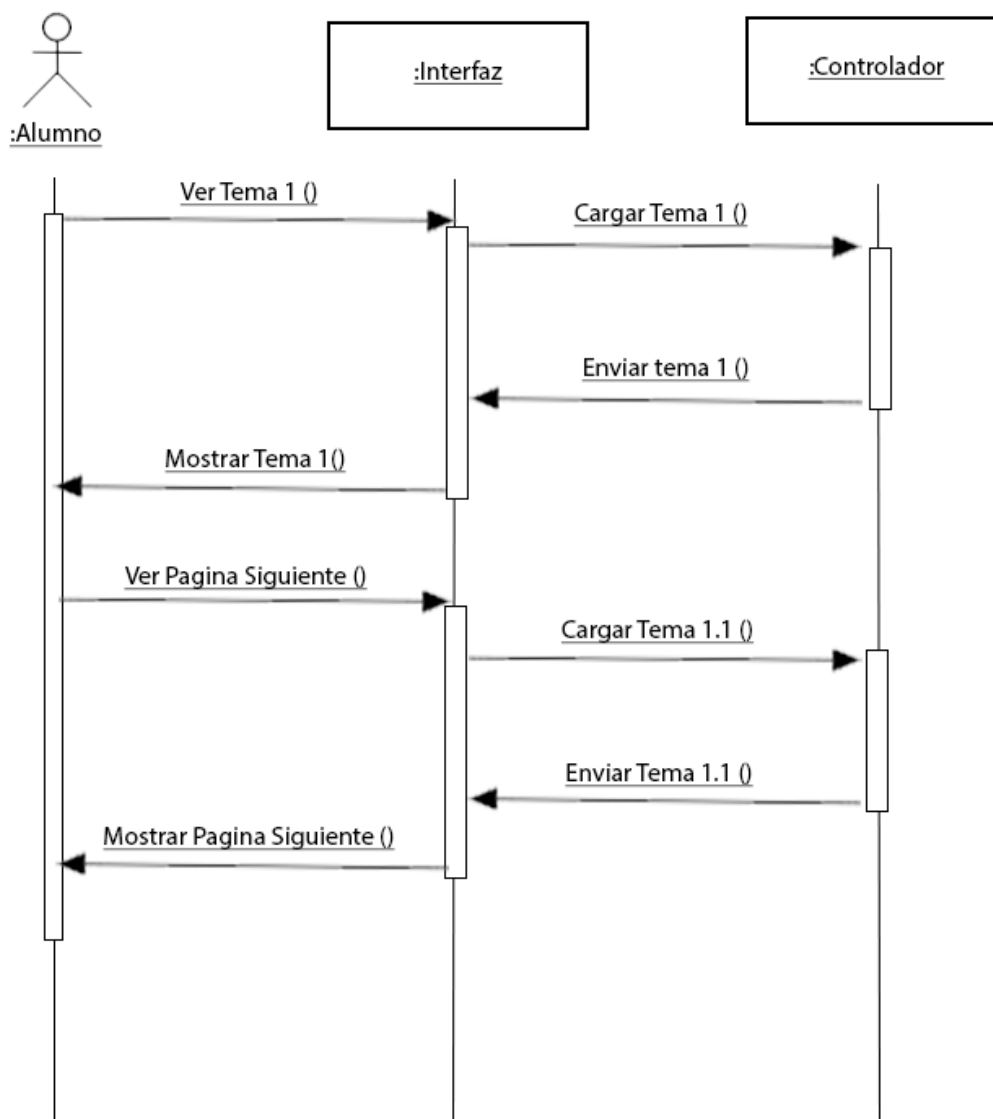 :Alumno
:Interfaz
:Controlador
Ver Tema 1 ()
Cargar Tema 1 ()
Enviar tema 1 ()
Mostrar Tema 1()
Ver Pagina Siguiente ()
Cargar Tema 1.1 ()
Enviar Tema 1.1 ()
Mostrar Pagina Siguiente ()